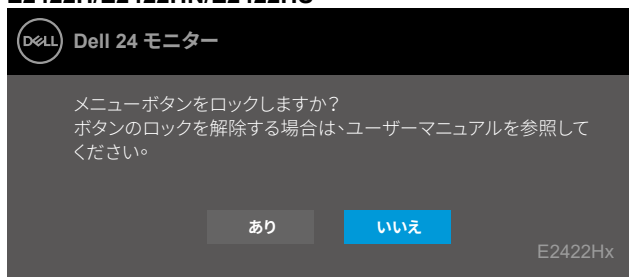 E2422H/E2422HN/E2422HS
DELL Dell 24 モニター
メニューボタンをロックしますか？
ボタンのロックを解除する場合は、ユーザーマニュアルを参照して
ください。
あり いいえ
E2422Hx